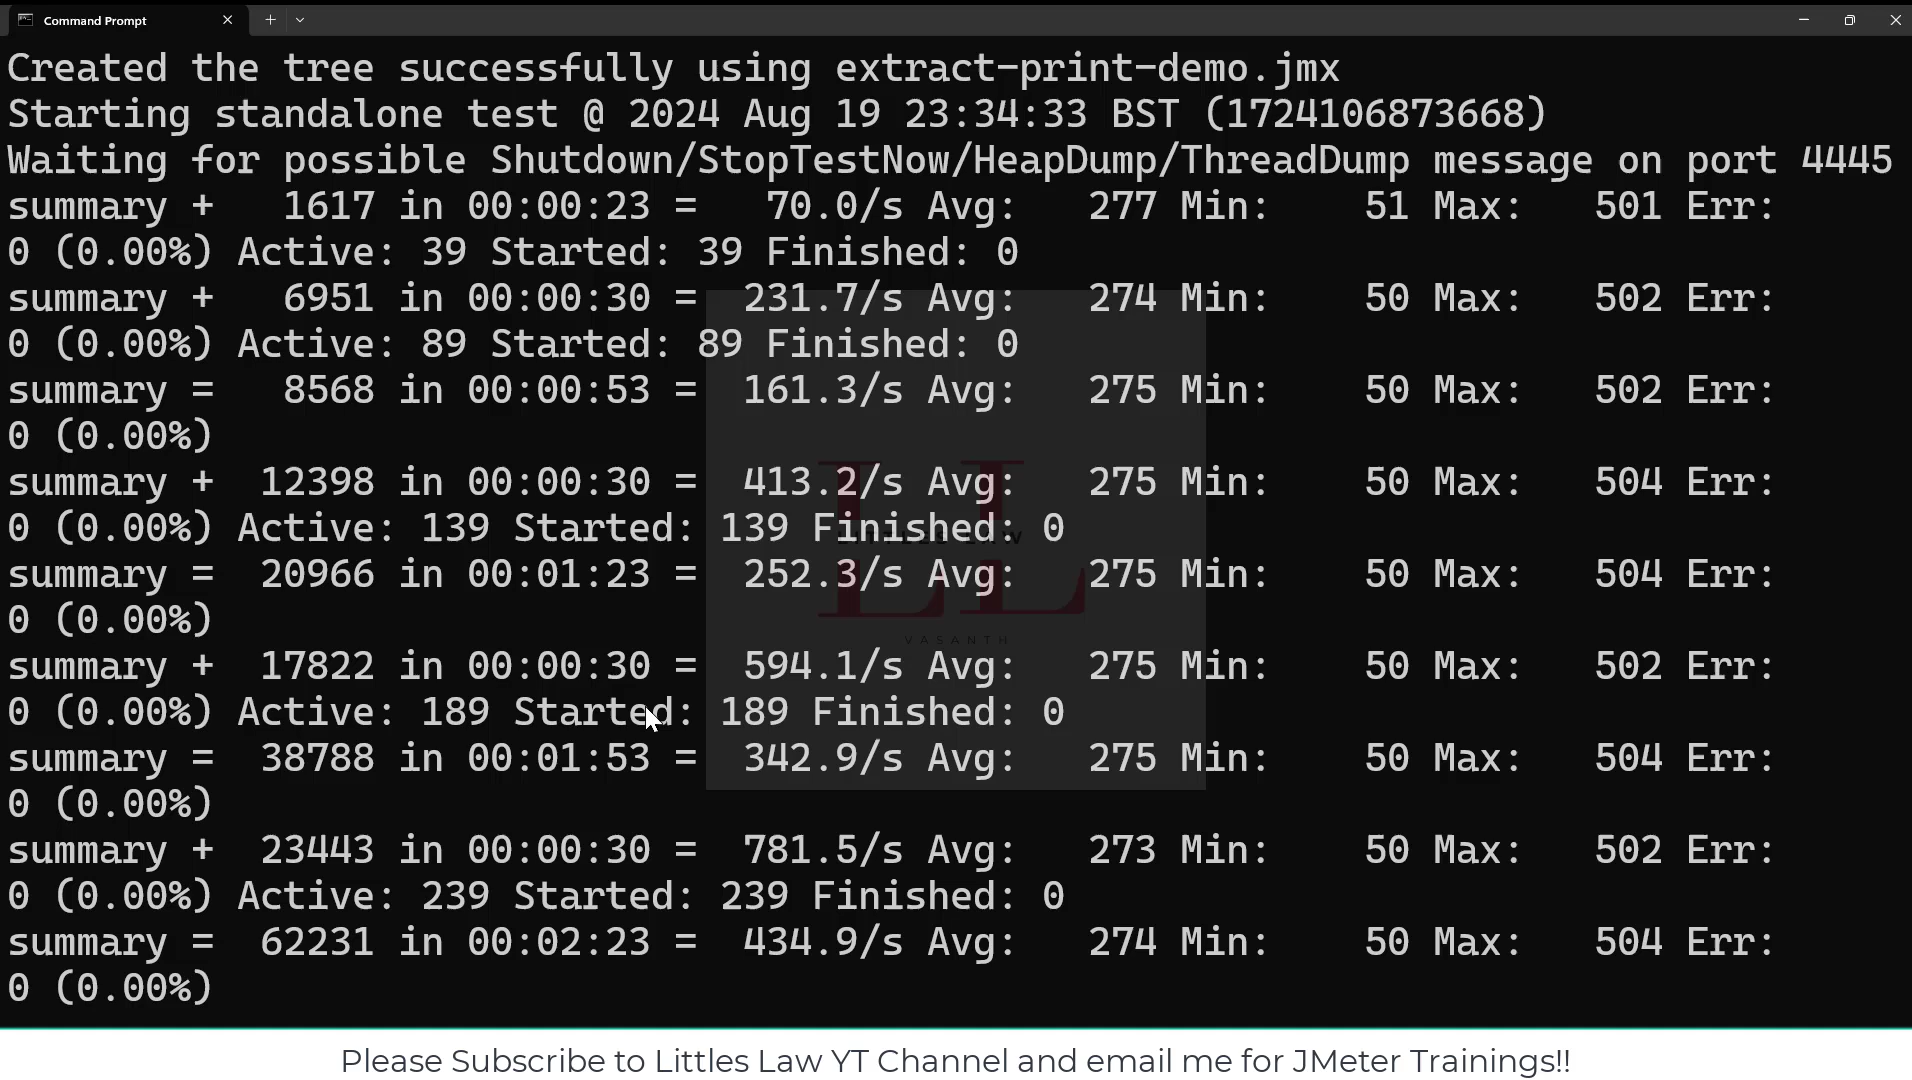 Command Prompt
Created the tree successfully using extract-print-demo.jmx
Starting standalone test @ 2024 Aug 19 23:34:33 BST (1724106873668)
Waiting for possible Shutdown/StopTestNow/HeapDump/ThreadDump message on port 4445
summary +   1617 in 00:00:23 =   70.0/s Avg:   277 Min:    51 Max:   501 Err:
0 (0.00%) Active: 39 Started: 39 Finished: 0
summary +   6951 in 00:00:30 =  231.7/s Avg:   274 Min:    50 Max:   502 Err:
0 (0.00%) Active: 89 Started: 89 Finished: 0
summary =   8568 in 00:00:53 =  161.3/s Avg:   275 Min:    50 Max:   502 Err:
0 (0.00%)
summary +  12398 in 00:00:30 =  413.2/s Avg:   275 Min:    50 Max:   504 Err:
0 (0.00%) Active: 139 Started: 139 Finished: 0
summary =  20966 in 00:01:23 =  252.3/s Avg:   275 Min:    50 Max:   504 Err:
0 (0.00%)
summary +  17822 in 00:00:30 =  594.1/s Avg:   275 Min:    50 Max:   502 Err:
0 (0.00%) Active: 189 Started: 189 Finished: 0
summary =  38788 in 00:01:53 =  342.9/s Avg:   275 Min:    50 Max:   504 Err:
0 (0.00%)
summary +  23443 in 00:00:30 =  781.5/s Avg:   273 Min:    50 Max:   502 Err:
0 (0.00%) Active: 239 Started: 239 Finished: 0
summary =  62231 in 00:02:23 =  434.9/s Avg:   274 Min:    50 Max:   504 Err:
0 (0.00%)
LL
LITTLES LAW
VASANTH
Please Subscribe to Littles Law YT Channel and email me for JMeter Trainings!!